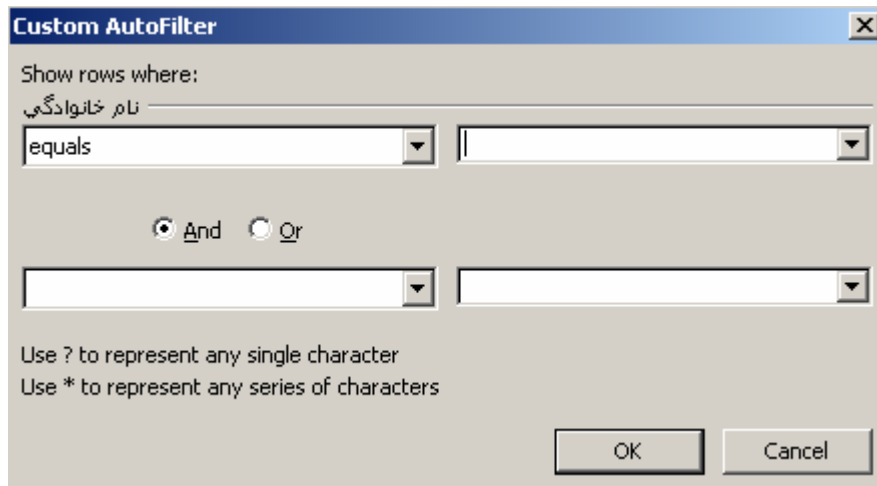 Custom AutoFilter
Show rows where:
نام خانوادگي
equals
And Or
Use ? to represent any single character
Use * to represent any series of characters
OK Cancel